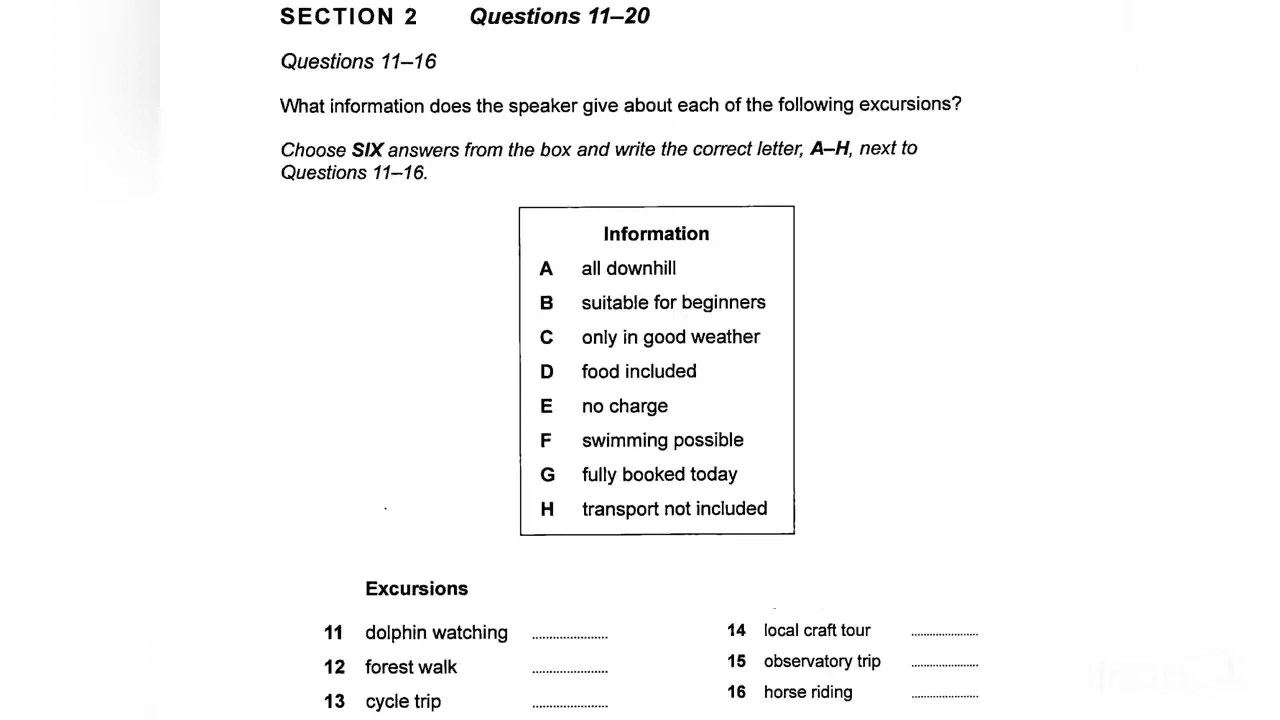 SECTION 2 Questions 11–20
Questions 11–16
What information does the speaker give about each of the following excursions?
Choose SIX answers from the box and write the correct letter, A–H, next to
Questions 11–16.
Information
A all downhill
B suitable for beginners
C only in good weather
D food included
E no charge
F swimming possible
G fully booked today
H transport not included
Excursions
11 dolphin watching ........................
12 forest walk ........................
13 cycle trip ........................
14 local craft tour ........................
15 observatory trip ........................
16 horse riding ........................